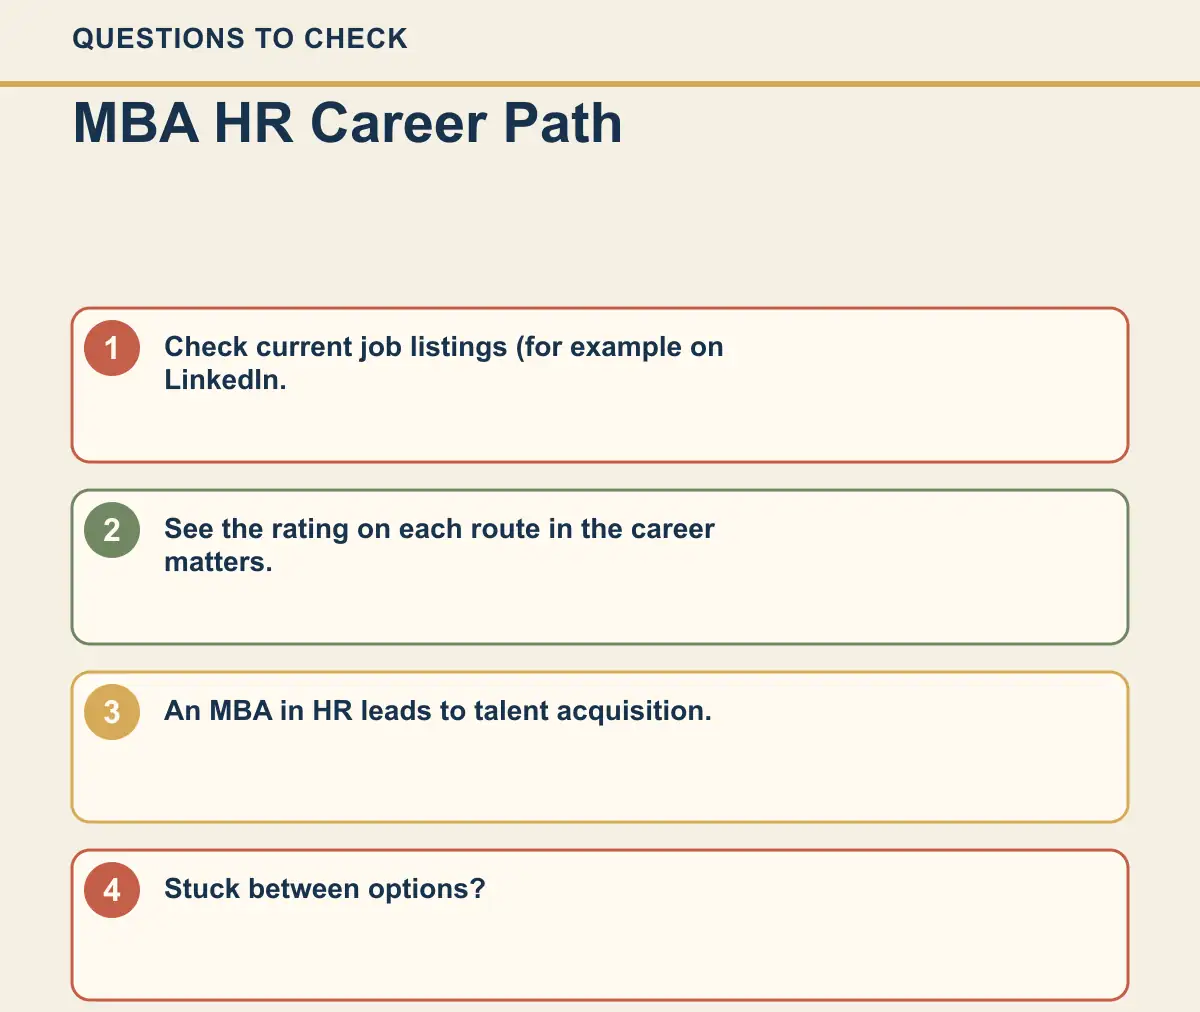 QUESTIONS TO CHECK
MBA HR Career Path
1
Check current job listings (for example on
LinkedIn.
2
See the rating on each route in the career
matters.
3
An MBA in HR leads to talent acquisition.
4
Stuck between options?